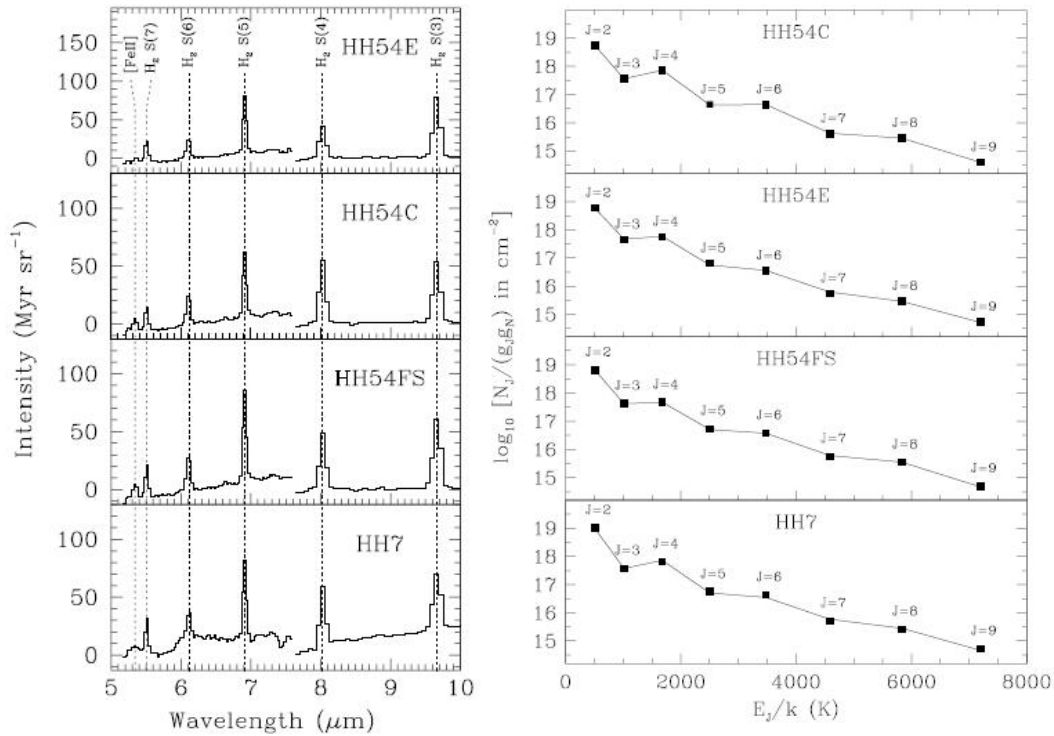 [FeII]
H₂ S(7)
H₂ S(6)
H₂ S(5)
H₂ S(4)
H₂ S(3)
HH54E
150
100
50
0
HH54C
100
50
0
HH54FS
100
50
0
HH7
100
50
0
5
6
7
8
9
10
Intensity (Myr sr⁻¹)
Wavelength (μm)
HH54C
19
18
17
16
15
J=2
J=3
J=4
J=5
J=6
J=7
J=8
J=9
HH54E
19
18
17
16
15
J=2
J=3
J=4
J=5
J=6
J=7
J=8
J=9
HH54FS
19
18
17
16
15
J=2
J=3
J=4
J=5
J=6
J=7
J=8
J=9
HH7
19
18
17
16
15
J=2
J=3
J=4
J=5
J=6
J=7
J=8
J=9
0
2000
4000
6000
8000
log₁₀ [N_J/(g_Jg_N) in cm⁻²]
E_J/k (K)